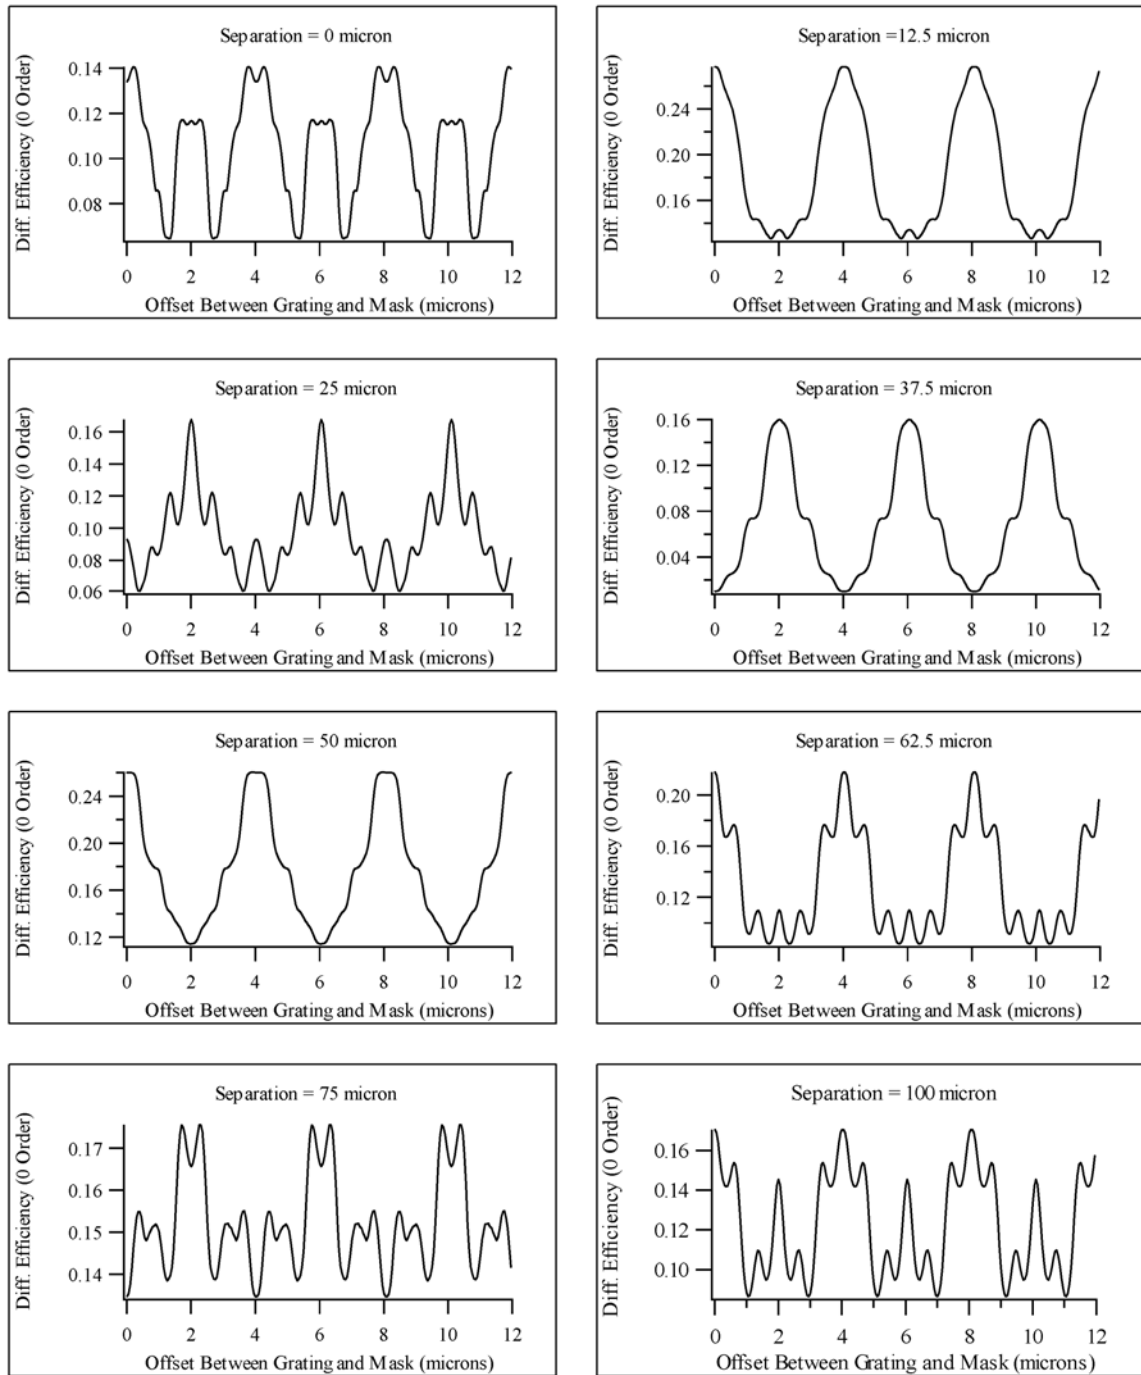 Separation = 0 micron
Diff. Efficiency (0 Order)
0.14
0.12
0.10
0.08
0 2 4 6 8 10 12
Offset Between Grating and Mask (microns)
Separation =12.5 micron
Diff. Efficiency (0 Order)
0.24
0.20
0.16
0 2 4 6 8 10 12
Offset Between Grating and Mask (microns)
Separation = 25 micron
Diff. Efficiency (0 Order)
0.16
0.14
0.12
0.10
0.08
0.06
0 2 4 6 8 10 12
Offset Between Grating and Mask (microns)
Separation = 37.5 micron
Diff. Efficiency (0 Order)
0.16
0.12
0.08
0.04
0 2 4 6 8 10 12
Offset Between Grating and Mask (microns)
Separation = 50 micron
Diff. Efficiency (0 Order)
0.24
0.20
0.16
0.12
0 2 4 6 8 10 12
Offset Between Grating and Mask (microns)
Separation = 62.5 micron
Diff. Efficiency (0 Order)
0.20
0.16
0.12
0 2 4 6 8 10 12
Offset Between Grating and Mask (microns)
Separation = 75 micron
Diff. Efficiency (0 Order)
0.17
0.16
0.15
0.14
0 2 4 6 8 10 12
Offset Between Grating and Mask (microns)
Separation = 100 micron
Diff. Efficiency (0 Order)
0.16
0.14
0.12
0.10
0 2 4 6 8 10 12
Offset Between Grating and Mask (microns)